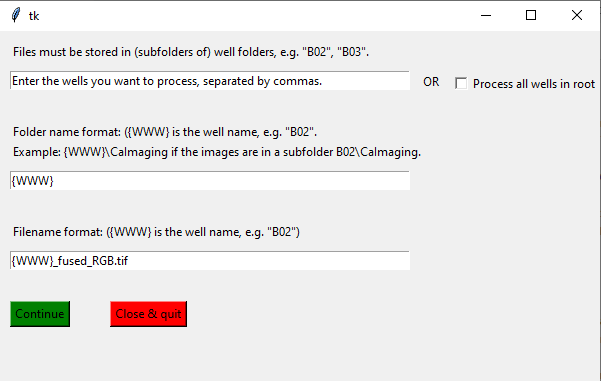 tk
Files must be stored in (subfolders of) well folders, e.g. "B02", "B03".
Enter the wells you want to process, separated by commas. OR Process all wells in root
Folder name format: ({WWW} is the well name, e.g. "B02".
Example: {WWW}\CaImaging if the images are in a subfolder B02\CaImaging.
{WWW}
Filename format: ({WWW} is the well name, e.g. "B02")
{WWW}_fused_RGB.tif
Continue Close & quit